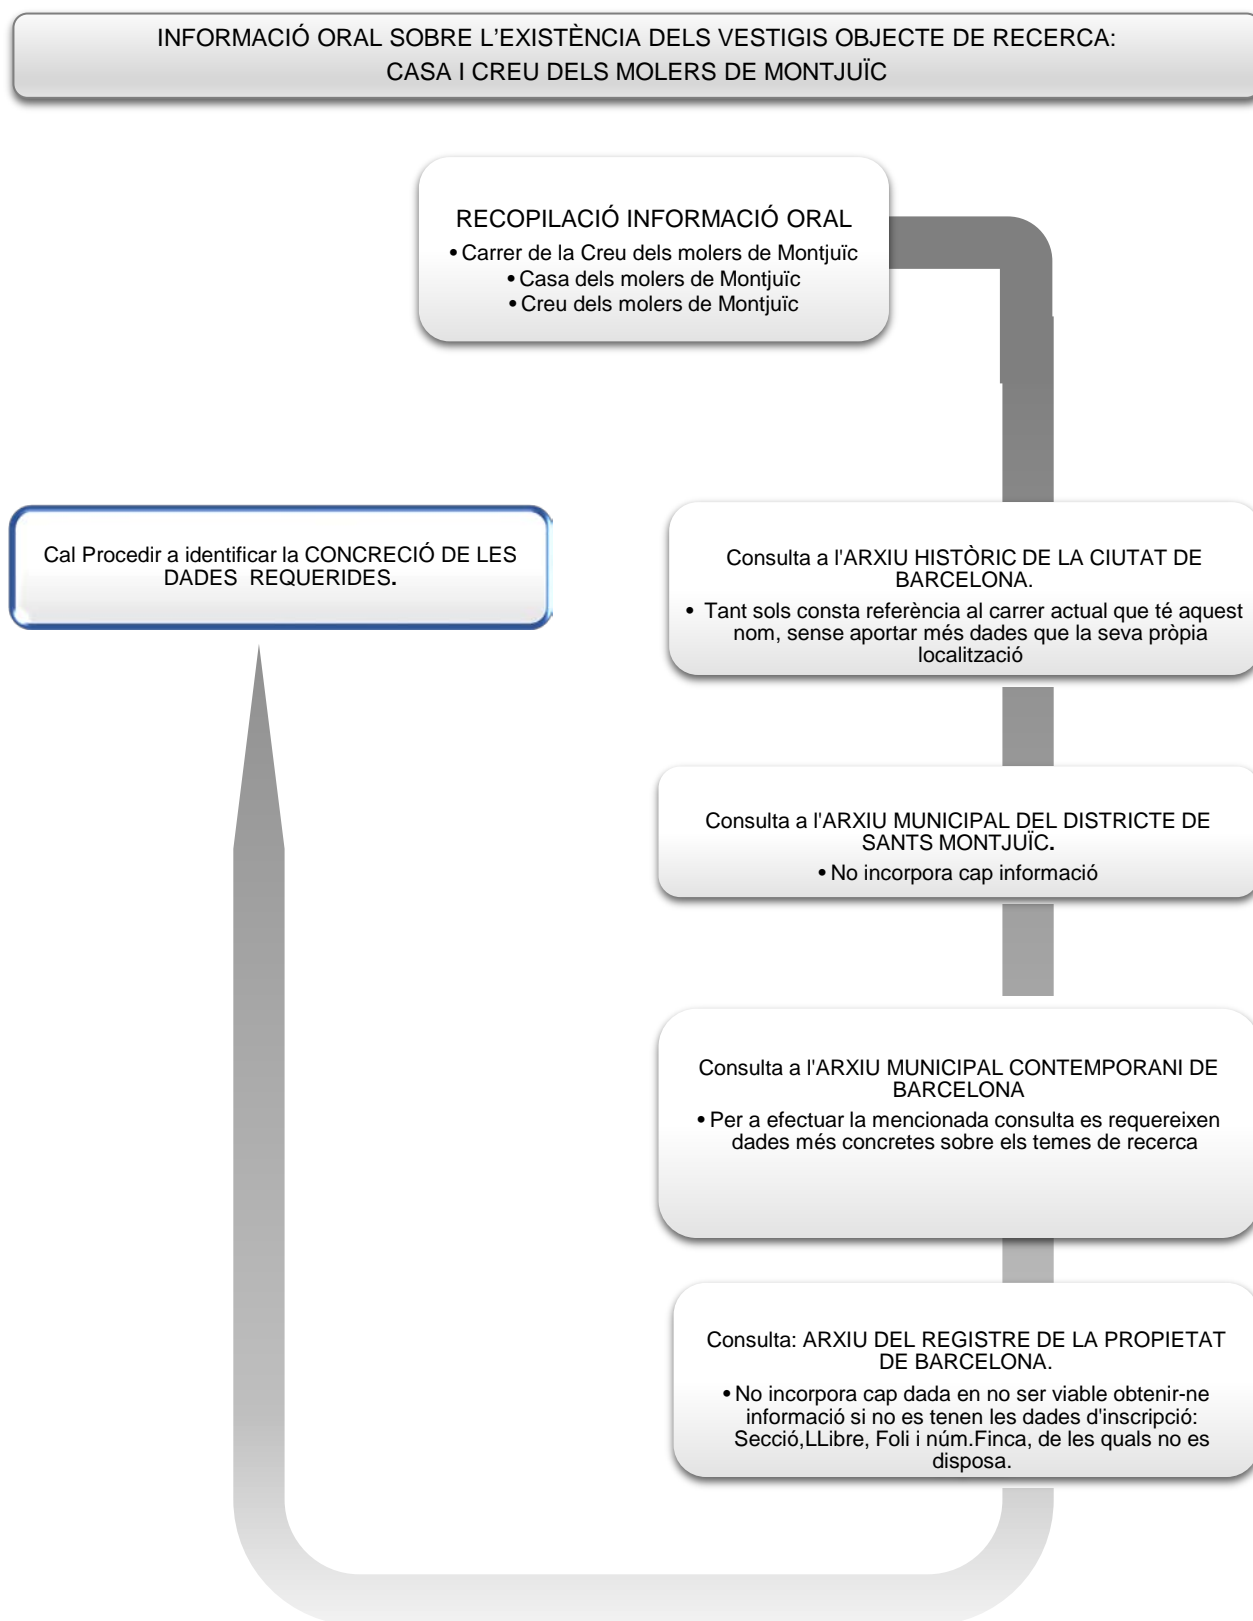 INFORMACIÓ ORAL SOBRE L'EXISTÈNCIA DELS VESTIGIS OBJECTE DE RECERCA:
CASA I CREU DELS MOLERS DE MONTJUÏC
RECOPILACIÓ INFORMACIÓ ORAL
• Carrer de la Creu dels molers de Montjuïc
• Casa dels molers de Montjuïc
• Creu dels molers de Montjuïc
Consulta a l'ARXIU HISTÒRIC DE LA CIUTAT DE
BARCELONA.
• Tant sols consta referència al carrer actual que té aquest
nom, sense aportar més dades que la seva pròpia
localització
Consulta a l'ARXIU MUNICIPAL DEL DISTRICTE DE
SANTS MONTJUÏC.
• No incorpora cap informació
Consulta a l'ARXIU MUNICIPAL CONTEMPORANI DE
BARCELONA
• Per a efectuar la mencionada consulta es requereixen
dades més concretes sobre els temes de recerca
Consulta: ARXIU DEL REGISTRE DE LA PROPIETAT
DE BARCELONA.
• No incorpora cap dada en no ser viable obtenir-ne
informació si no es tenen les dades d'inscripció:
Secció,LLibre, Foli i núm.Finca, de les quals no es
disposa.
Cal Procedir a identificar la CONCRECIÓ DE LES
DADES REQUERIDES.